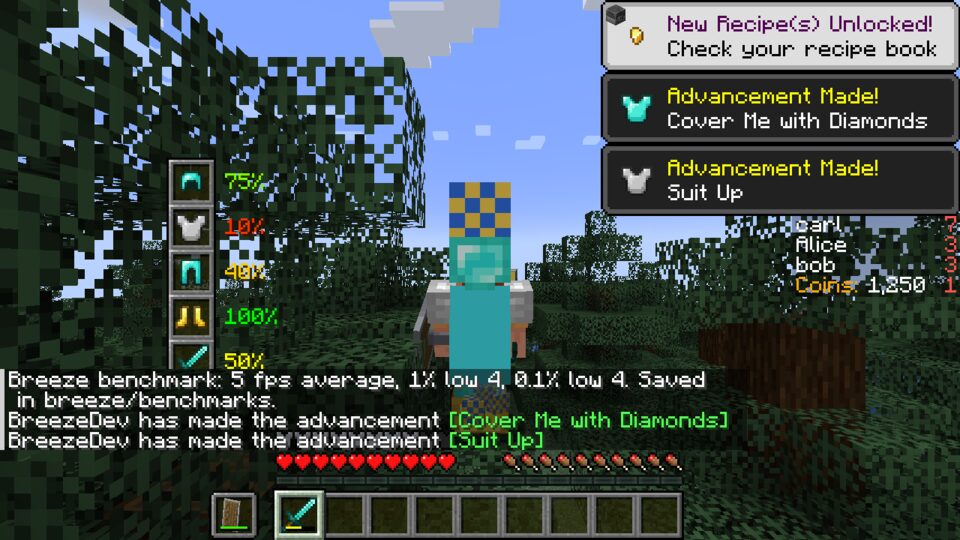 New Recipe(s) Unlocked!
Check your recipe book
Advancement Made!
Cover Me with Diamonds
Advancement Made!
Suit Up
75%
10%
40%
100%
50%
carl 7
Alice 3
bob 3
Coins: 1,250 1
Breeze benchmark: 5 fps average, 1% low 4, 0.1% low 4. Saved
in breeze/benchmarks.
BreezeDev has made the advancement [Cover Me with Diamonds]
BreezeDev has made the advancement [Suit Up]